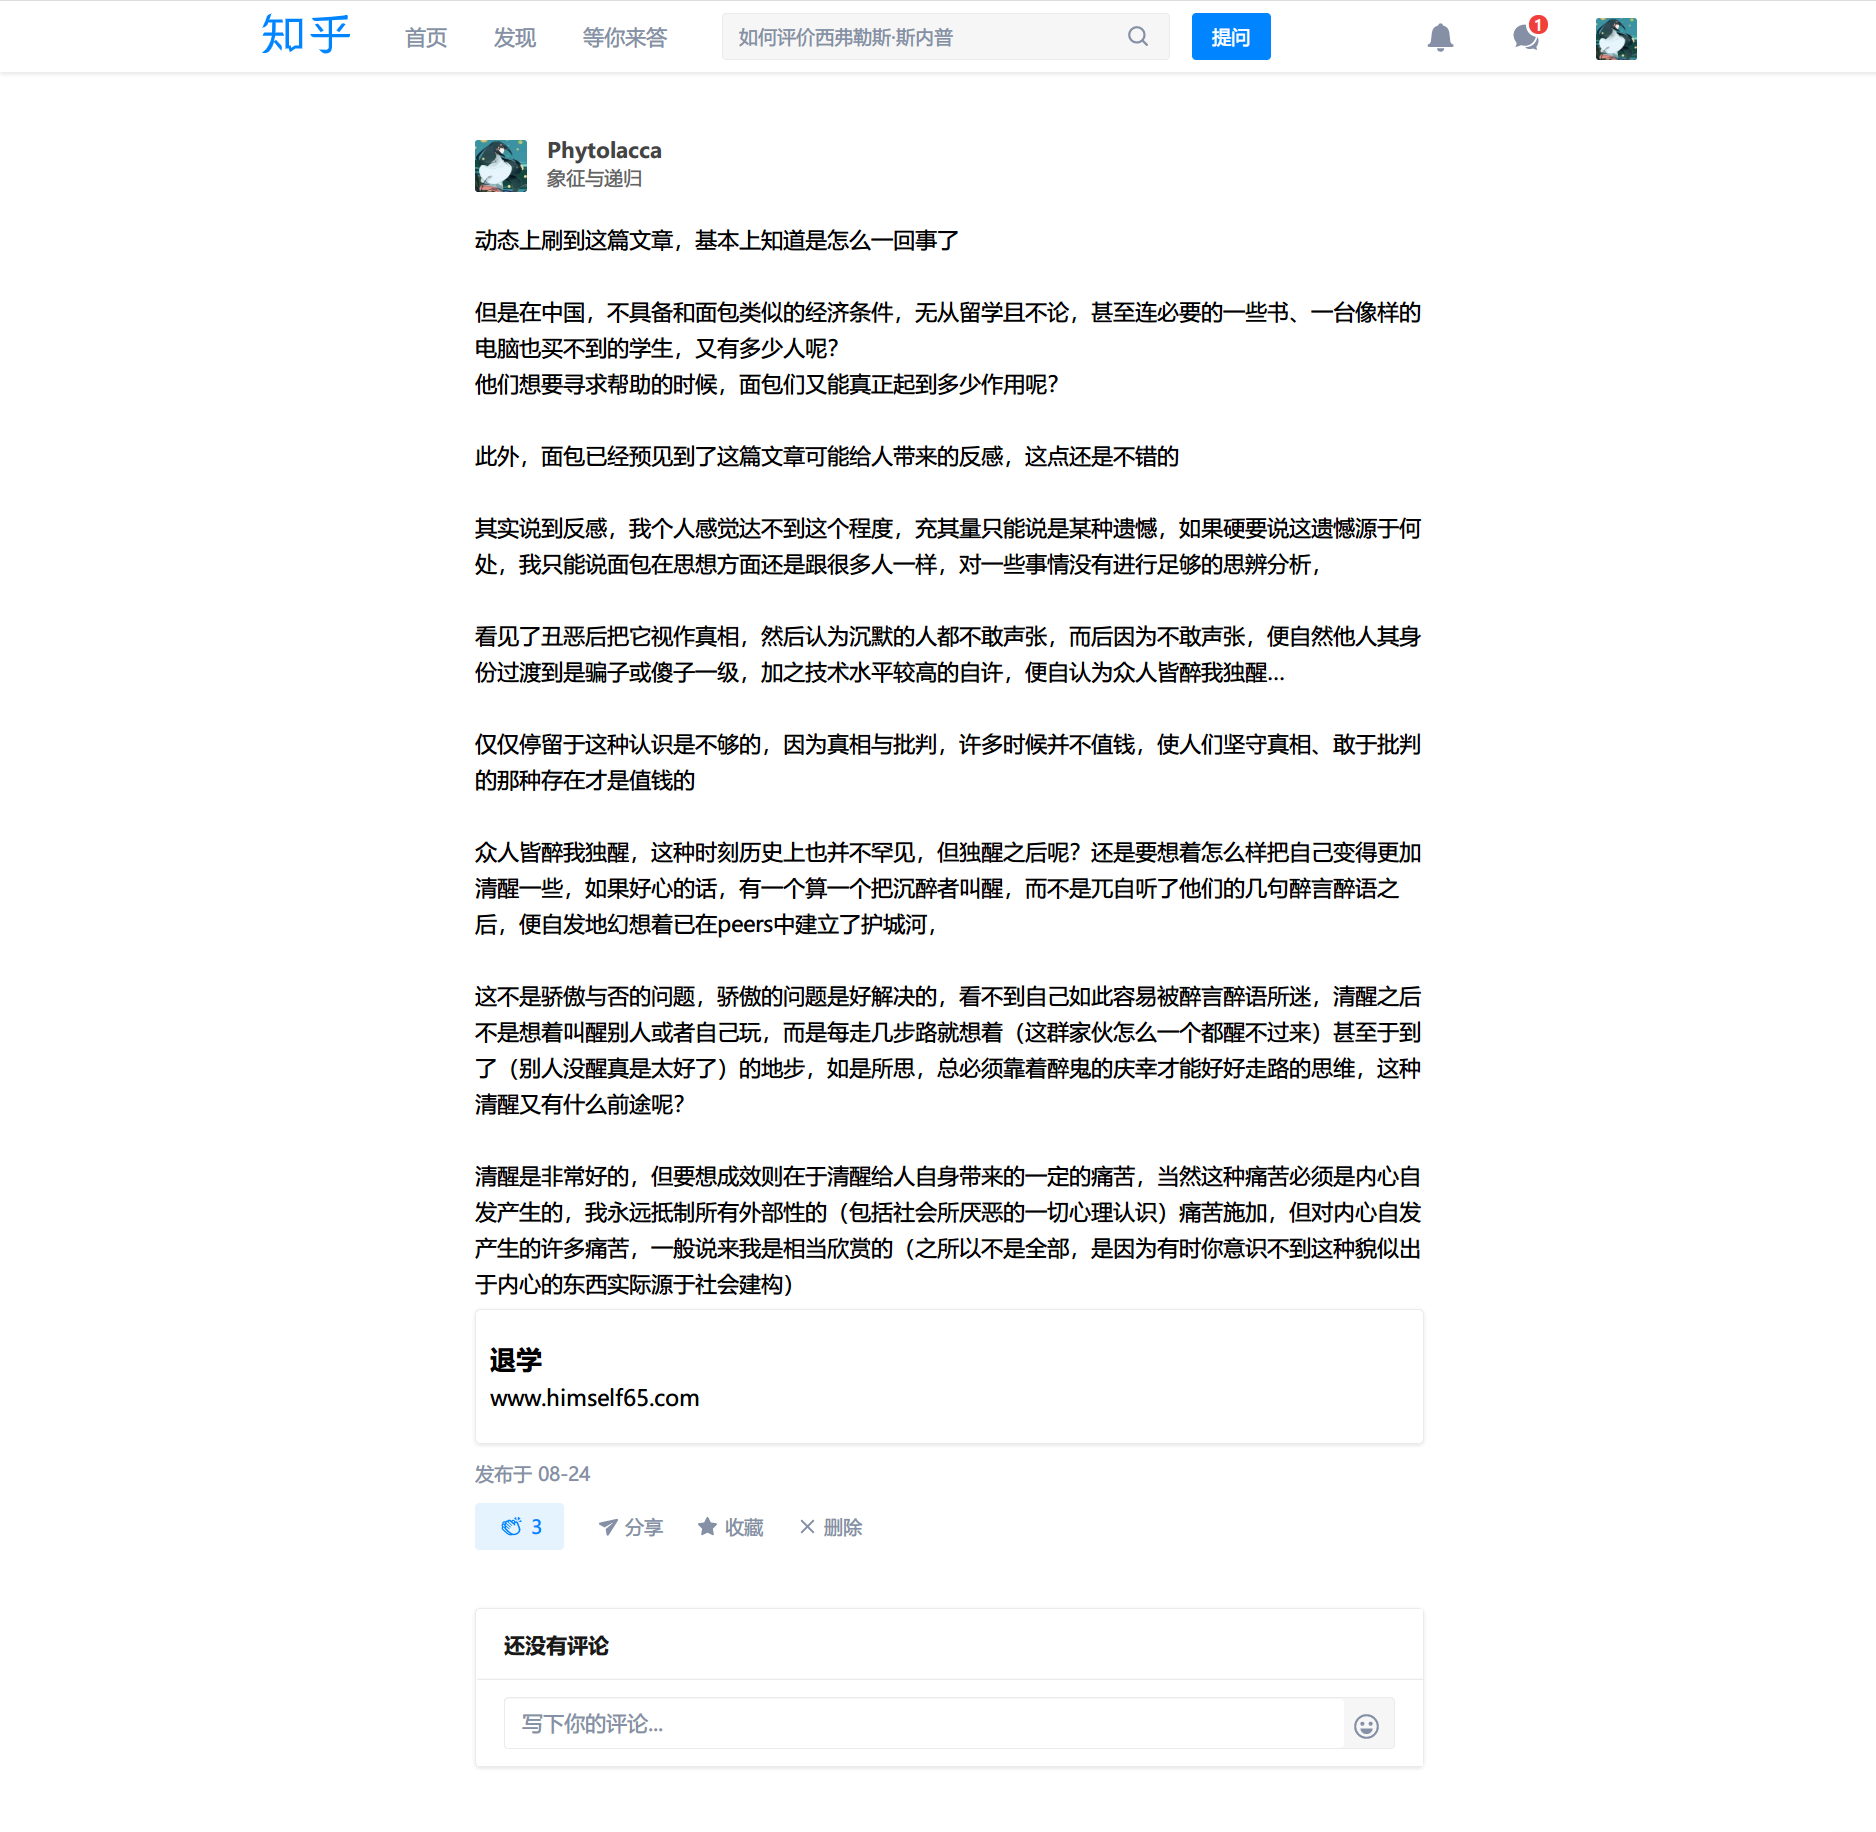 知乎
首页 发现 等你来答 如何评价西弗勒斯·斯内普 提问 1
Phytolacca
象征与递归
动态上刷到这篇文章，基本上知道是怎么一回事了
但是在中国，不具备和面包类似的经济条件，无从留学且不论，甚至连必要的一些书、一台像样的
电脑也买不到的学生，又有多少人呢？
他们想要寻求帮助的时候，面包们又能真正起到多少作用呢？
此外，面包已经预见到了这篇文章可能给人带来的反感，这点还是不错的
其实说到反感，我个人感觉达不到这个程度，充其量只能说是某种遗憾，如果硬要说这遗憾源于何
处，我只能说面包在思想方面还是跟很多人一样，对一些事情没有进行足够的思辨分析，
看见了丑恶后把它视作真相，然后认为沉默的人都不敢声张，而后因为不敢声张，便自然他人其身
份过渡到是骗子或傻子一级，加之技术水平较高的自许，便自认为众人皆醉我独醒...
仅仅停留于这种认识是不够的，因为真相与批判，许多时候并不值钱，使人们坚守真相、敢于批判
的那种存在才是值钱的
众人皆醉我独醒，这种时刻历史上也并不罕见，但独醒之后呢？还是要想着怎么样把自己变得更加
清醒一些，如果好心的话，有一个算一个把沉醉者叫醒，而不是兀自听了他们的几句醉言醉语之
后，便自发地幻想着已在peers中建立了护城河，
这不是骄傲与否的问题，骄傲的问题是好解决的，看不到自己如此容易被醉言醉语所迷，清醒之后
不是想着叫醒别人或者自己玩，而是每走几步路就想着（这群家伙怎么一个都醒不过来）甚至于到
了（别人没醒真是太好了）的地步，如是所思，总必须靠着醉鬼的庆幸才能好好走路的思维，这种
清醒又有什么前途呢？
清醒是非常好的，但要想成效则在于清醒给人自身带来的一定的痛苦，当然这种痛苦必须是内心自
发产生的，我永远抵制所有外部性的（包括社会所厌恶的一切心理认识）痛苦施加，但对内心自发
产生的许多痛苦，一般说来我是相当欣赏的（之所以不是全部，是因为有时你意识不到这种貌似出
于内心的东西实际源于社会建构）
退学
www.himself65.com
发布于 08-24
3 分享 收藏 删除
还没有评论
写下你的评论...